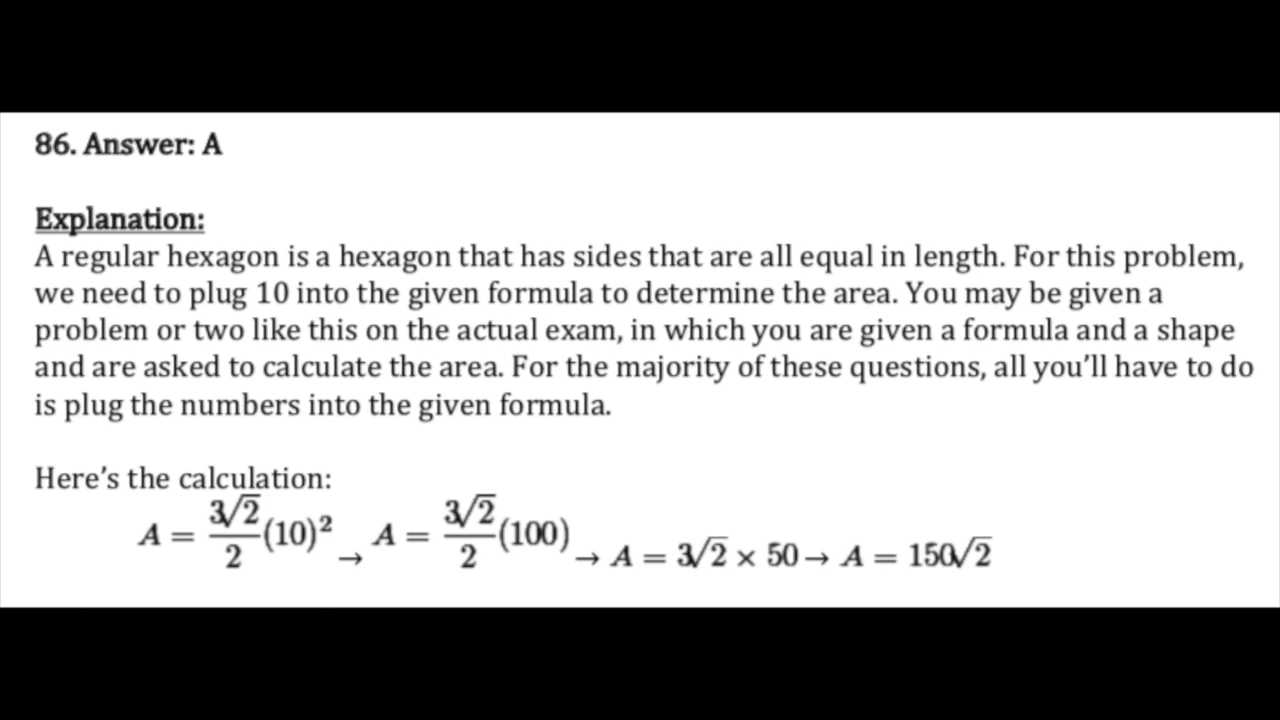 86. Answer: A
Explanation:
A regular hexagon is a hexagon that has sides that are all equal in length. For this problem,
we need to plug 10 into the given formula to determine the area. You may be given a
problem or two like this on the actual exam, in which you are given a formula and a shape
and are asked to calculate the area. For the majority of these questions, all you’ll have to do
is plug the numbers into the given formula.
Here’s the calculation:
A = 3√2/2 (10)² → A = 3√2/2 (100) → A = 3√2 × 50 → A = 150√2